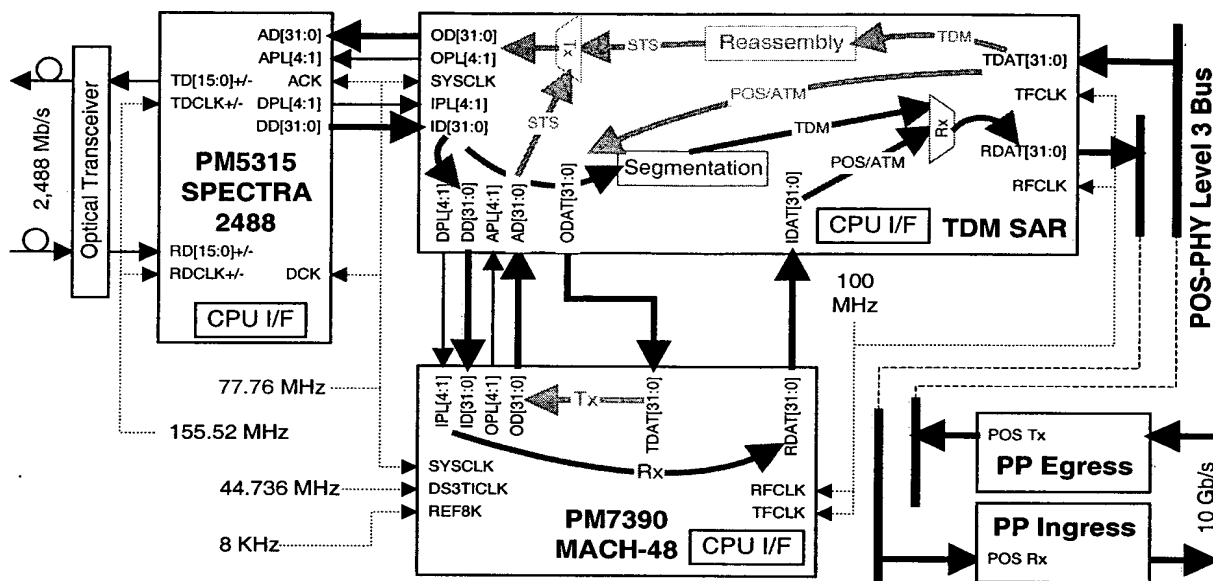 2,488 Mb/s
Optical Transceiver
AD[31:0]
APL[4:1]
TD[15:0]+/-
ACK
TDCLK+/-
DPL[4:1]
DD[31:0]
PM5315
SPECTRA
2488
RD[15:0]+/-
RDCLK+/-
DCK
CPU I/F
OD[31:0]
OPL[4:1]
SYSCLK
IPL[4:1]
ID[31:0]
Tx
STS
Reassembly
TDM
TDAT[31:0]
TFCLK
POS/ATM
STS
TDM
Rx
RDAT[31:0]
Segmentation
POS/ATM
RFCLK
DPL[4:1]
DD[31:0]
APL[4:1]
AD[31:0]
ODAT[31:0]
IDAT[31:0]
CPU I/F
TDM SAR
POS-PHY Level 3 Bus
100
MHz
77.76 MHz
155.52 MHz
44.736 MHz
8 KHz
IPL[4:1]
ID[31:0]
OPL[4:1]
OD[31:0]
Tx
TDAT[31:0]
RDAT[31:0]
Rx
SYSCLK
DS3TICLK
REF8K
RFCLK
TFCLK
PM7390
MACH-48
CPU I/F
POS Tx
PP Egress
PP Ingress
POS Rx
10 Gb/s